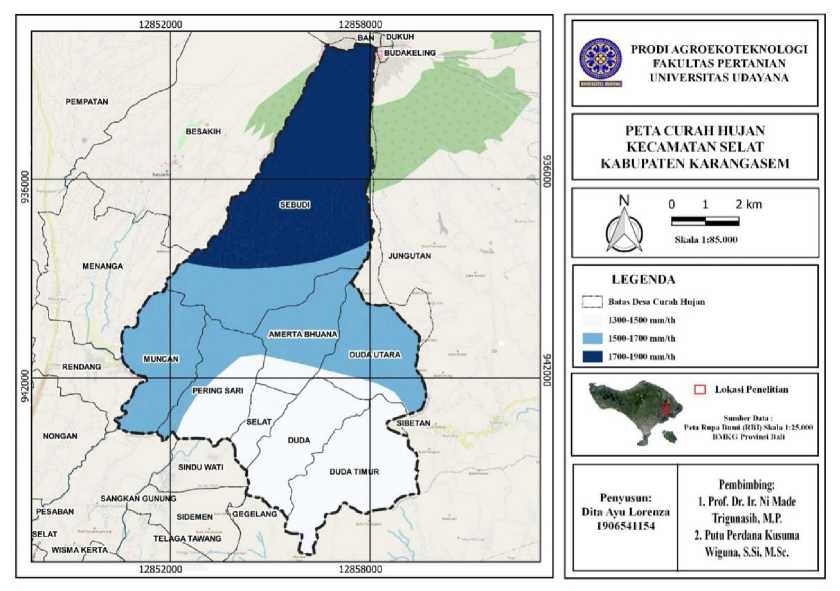 12852000
12858000
BAN
DUKUH
BUDAKELING
PEMPATAN
BESAKIH
936000
936000
SEBUDI
MENANGA
JUNGUTAN
AMERTA BHUANA
MUNCAN
DUDA UTARA
RENDANG
942000
942000
PERING SARI
SELAT
SIBETAN
NONGAN
DUDA
SINDU WATI
DUDA TIMUR
SANGKAN GUNUNG
PESABAN
SIDEMEN
GEGELANG
SELAT
TELAGA TAWANG
WISMA KERTA
12852000
12858000
PRODI AGROEKOTEKNOLOGI
FAKULTAS PERTANIAN
UNIVERSITAS UDAYANA
PETA CURAH HUJAN
KECAMATAN SELAT
KABUPATEN KARANGASEM
N
0 1 2 km
Skala 1:85.000
LEGENDA
Batas Desa Curah Hujan
1300-1500 mm/th
1500-1700 mm/th
1700-1900 mm/th
Lokasi Penelitian
Sumber Data :
Peta Rupa Bumi (RBI) Skala 1:25,000
BMKG Provinci Bali
Penyusun:
Dita Ayu Lorenza
1906541154
Pembimbing:
1. Prof. Dr. Ir. Ni Made
Trigunasih, M.P.
2. Putu Perdana Kusuma
Wiguna, S.Si, M.Sc.